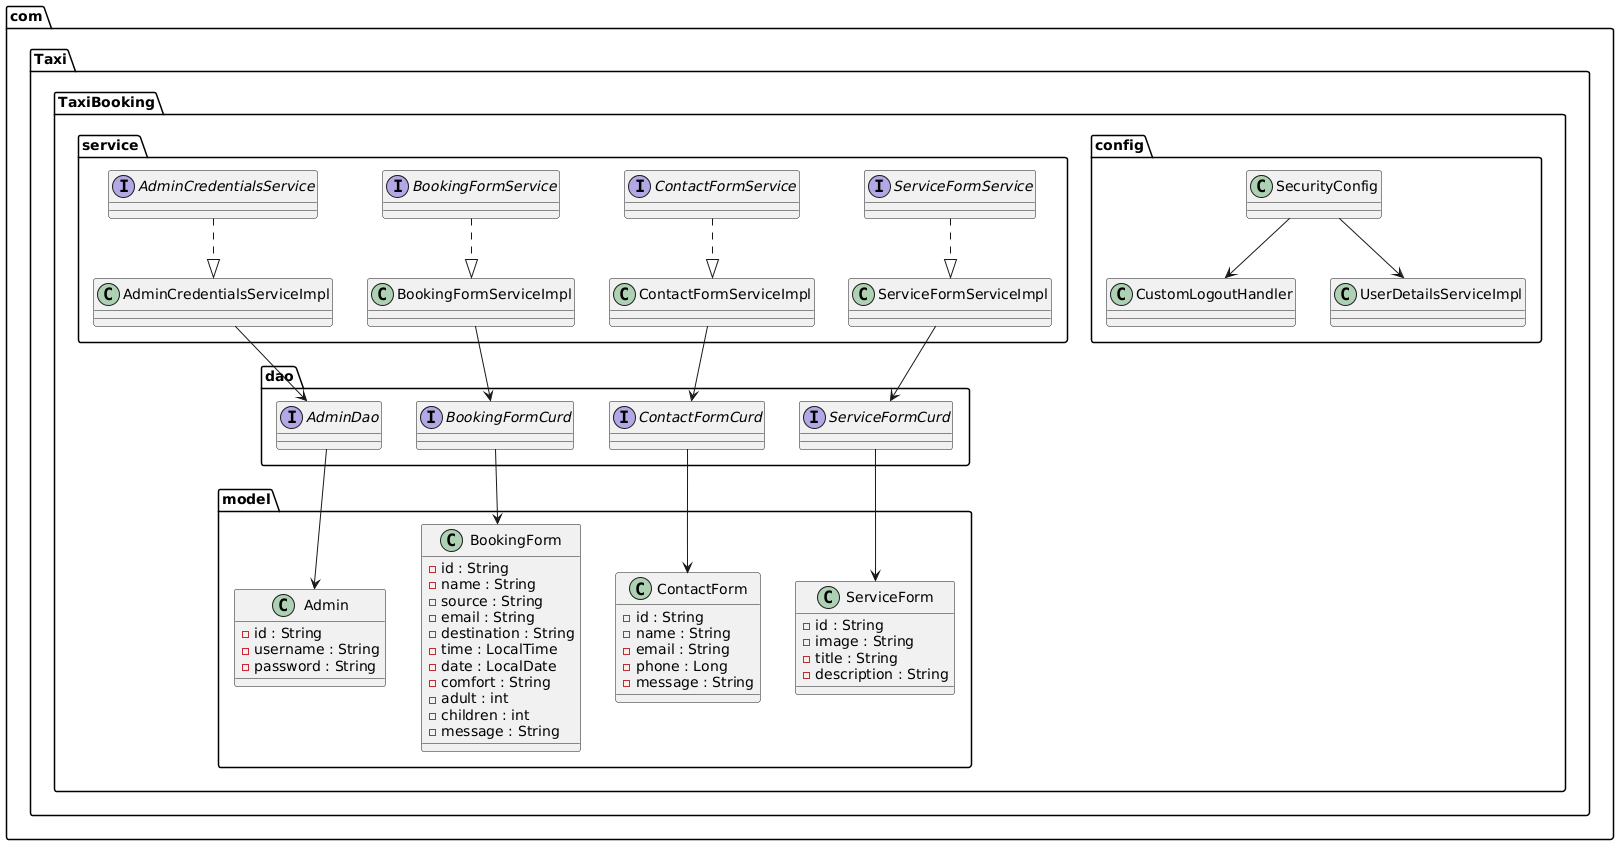 com
Taxi
TaxiBooking
service
config
I AdminCredentialsService
I BookingFormService
I ContactFormService
I ServiceFormService
C SecurityConfig
C AdminCredentialsServiceImpl
C BookingFormServiceImpl
C ContactFormServiceImpl
C ServiceFormServiceImpl
C CustomLogoutHandler
C UserDetailsServiceImpl
dao
I AdminDao
I BookingFormCurd
I ContactFormCurd
I ServiceFormCurd
model
C Admin
id : String
username : String
password : String
C BookingForm
id : String
name : String
source : String
email : String
destination : String
time : LocalTime
date : LocalDate
comfort : String
adult : int
children : int
message : String
C ContactForm
id : String
name : String
email : String
phone : Long
message : String
C ServiceForm
id : String
image : String
title : String
description : String